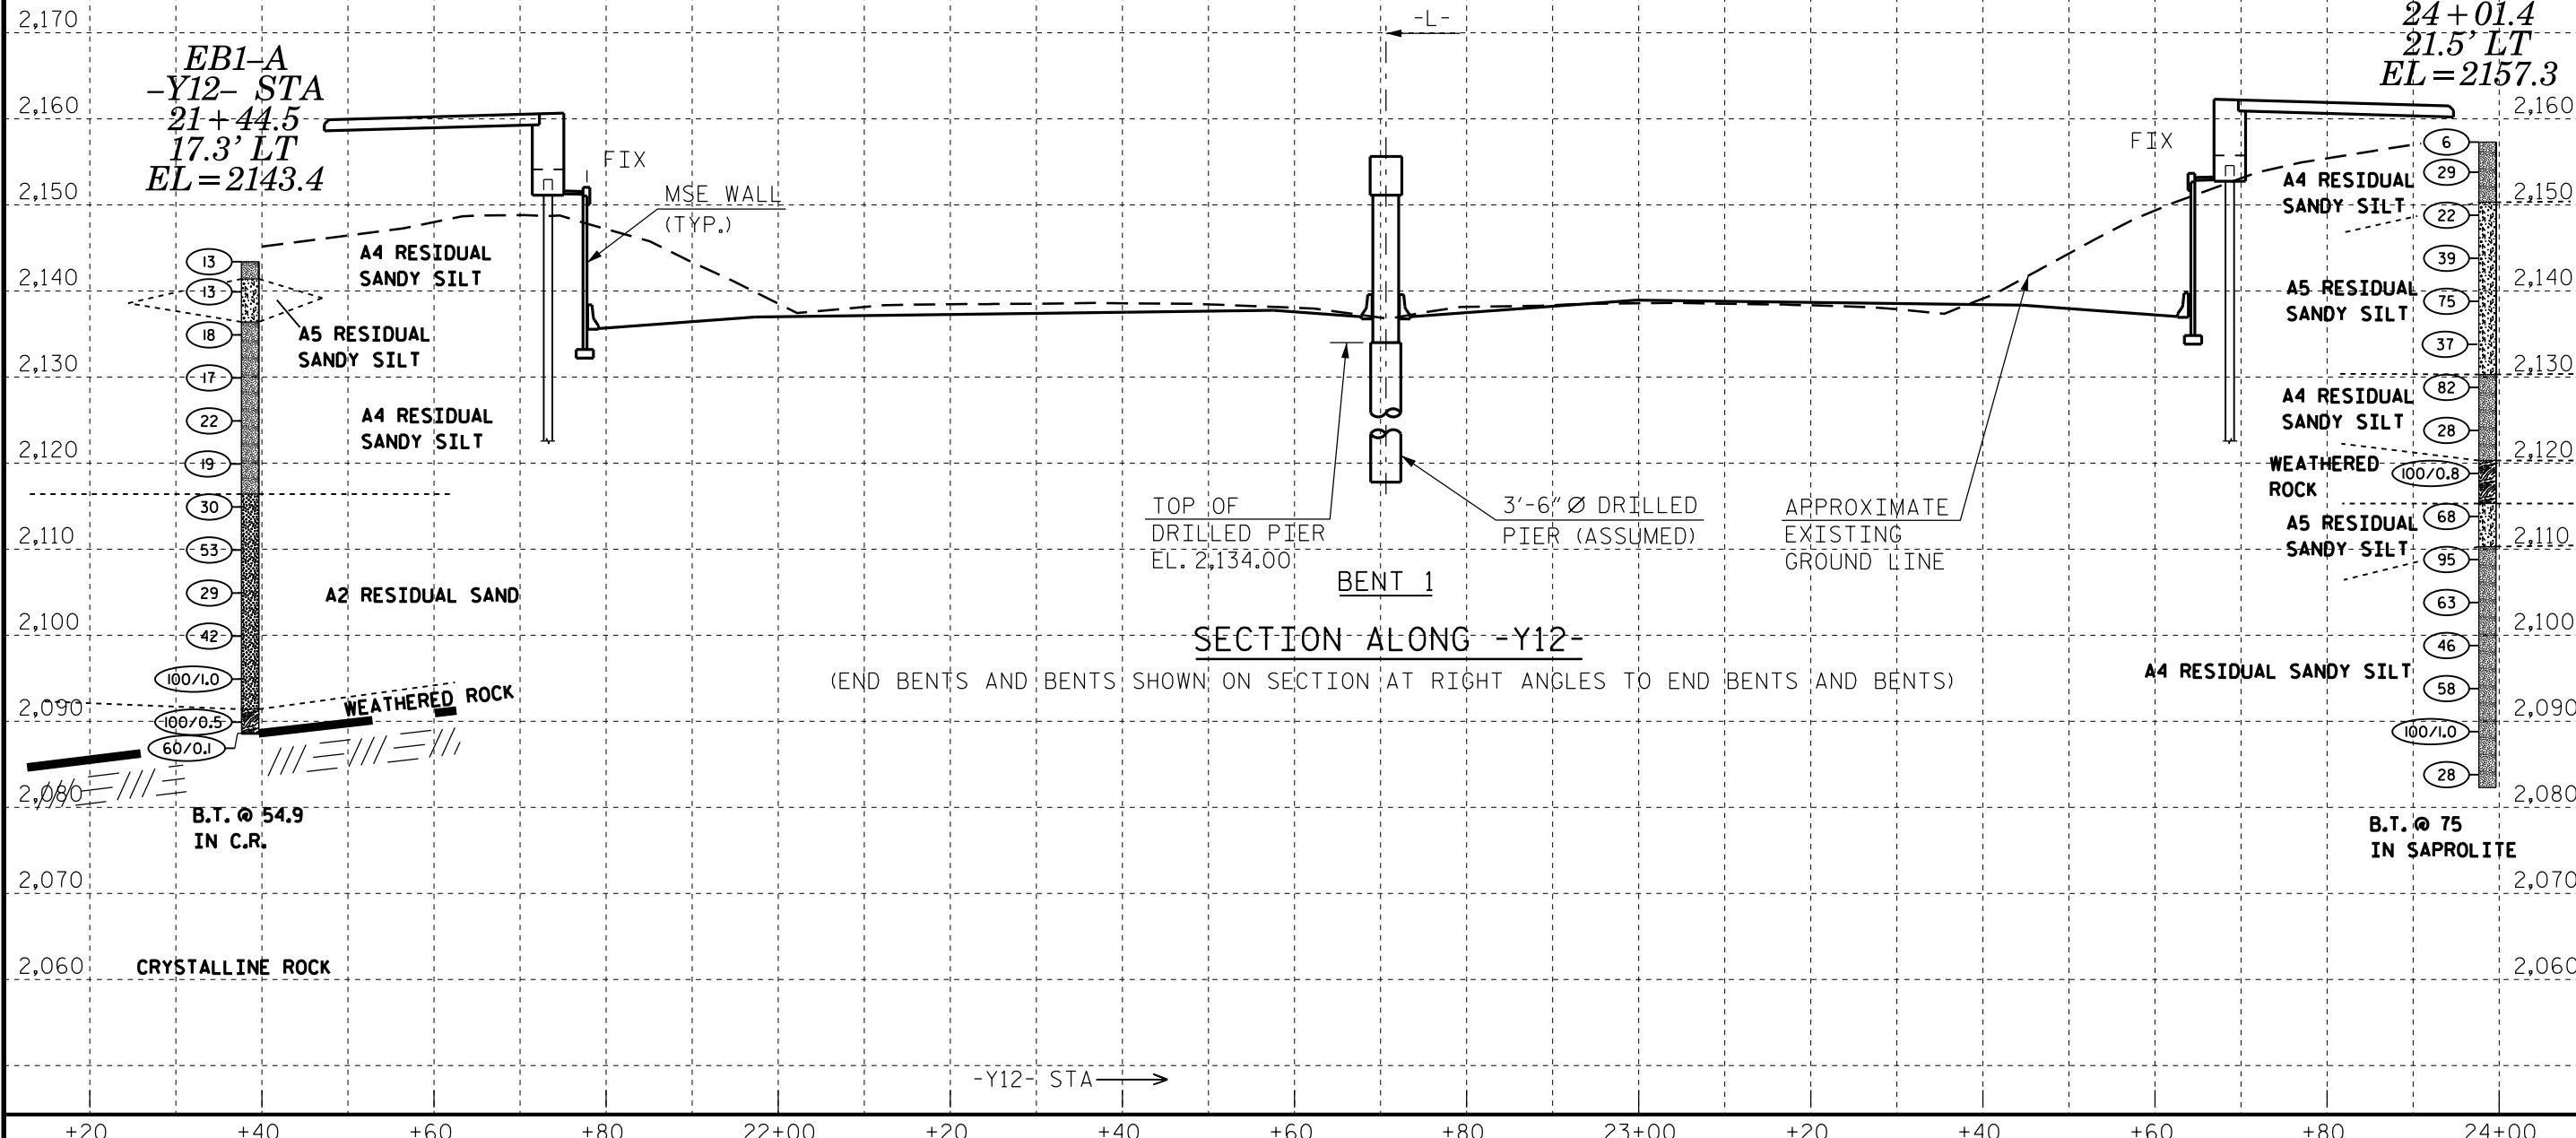 2,170
-L-
24+01.4
21.5' LT
EL=2157.3
EB1-A
-Y12- STA
21+44.5
17.3' LT
EL=2143.4
2,160
2,160
FIX
FIX
MSE WALL
(TYP.)
2,150
2,150
A4 RESIDUAL
SANDY SILT
6
29
22
39
75
37
82
28
100/0.8
68
95
63
46
58
100/1.0
28
13
13
18
17
22
19
30
53
29
42
100/1.0
100/0.5
60/0.1
A4 RESIDUAL
SANDY SILT
2,140
2,140
A5 RESIDUAL
SANDY SILT
A5 RESIDUAL
SANDY SILT
2,130
2,130
A4 RESIDUAL
SANDY SILT
A4 RESIDUAL
SANDY SILT
2,120
2,120
WEATHERED
ROCK
TOP OF
DRILLED PIER
EL. 2,134.00
3'-6" Ø DRILLED
PIER (ASSUMED)
APPROXIMATE
EXISTING
GROUND LINE
A5 RESIDUAL
SANDY SILT
2,110
2,110
BENT 1
A2 RESIDUAL SAND
2,100
2,100
SECTION ALONG -Y12-
(END BENTS AND BENTS SHOWN ON SECTION AT RIGHT ANGLES TO END BENTS AND BENTS)
A4 RESIDUAL SANDY SILT
WEATHERED ROCK
2,090
2,090
2,080
2,080
B.T. @ 54.9
IN C.R.
B.T. @ 75
IN SAPROLITE
2,070
2,070
2,060
2,060
CRYSTALLINE ROCK
-Y12- STA
+20 +40 +60 +80 22+00 +20 +40 +60 +80 23+00 +20 +40 +60 +80 24+00